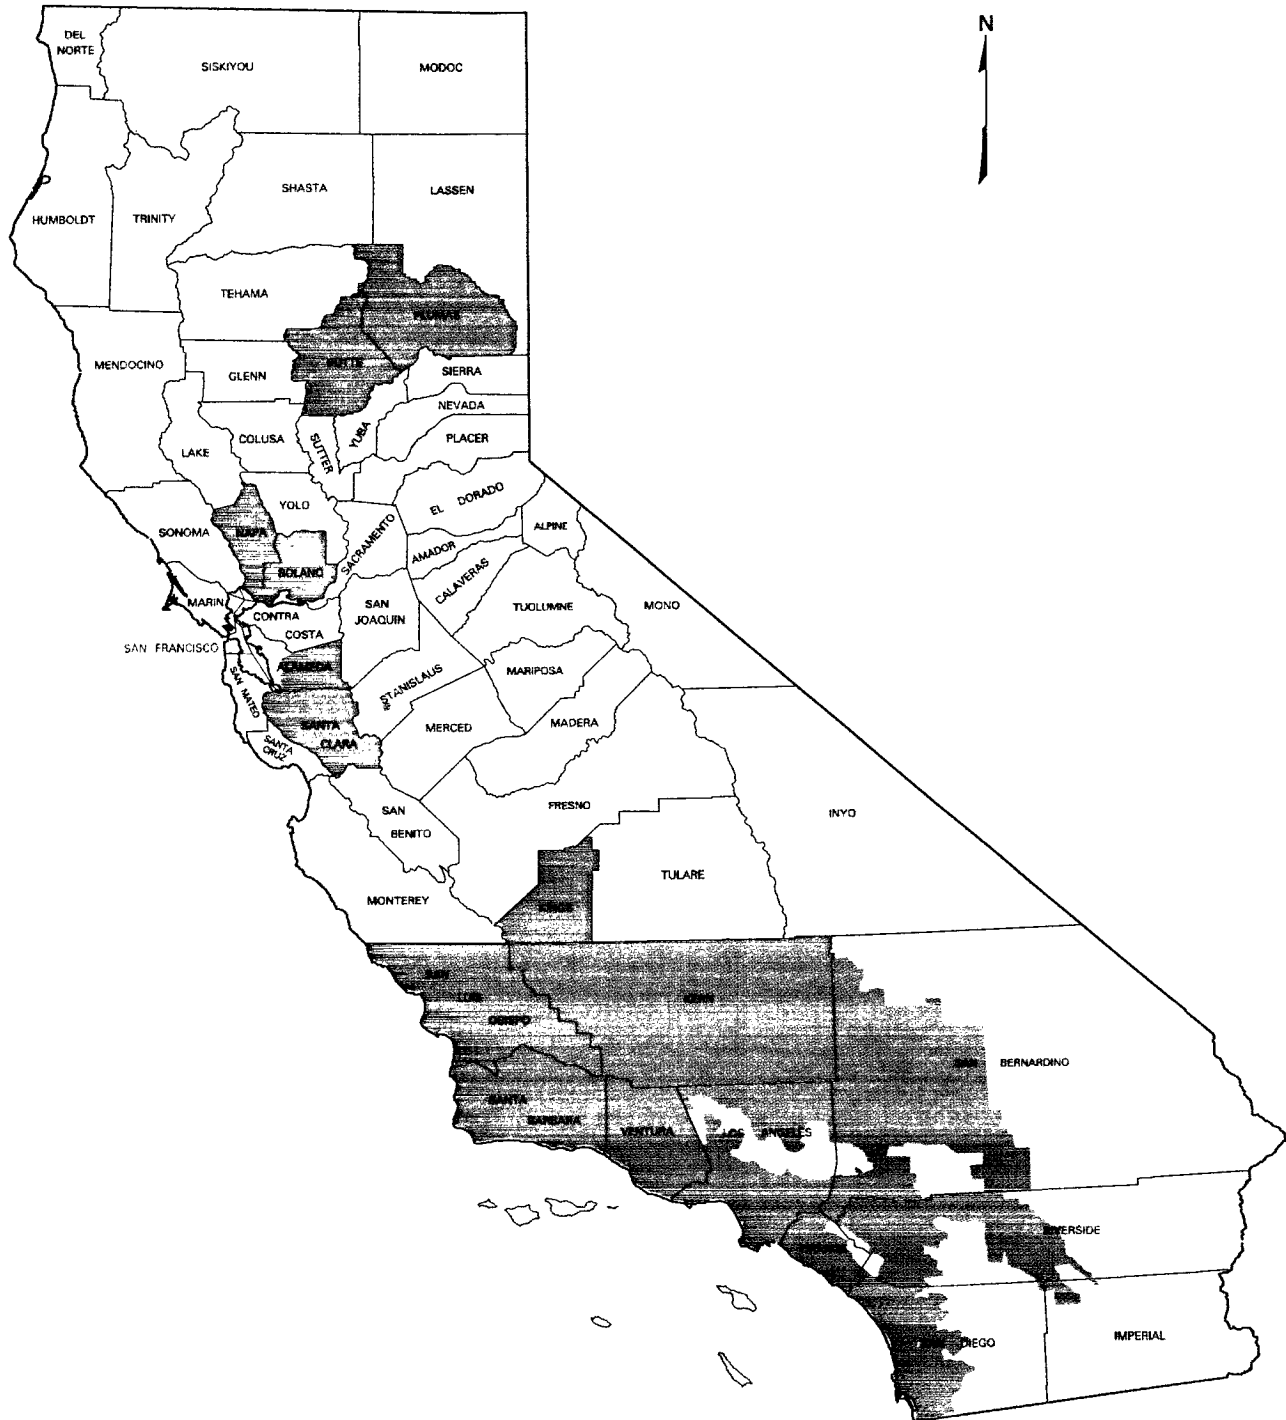 N
DEL
NORTE
SISKIYOU
MODOC
SHASTA
LASSEN
HUMBOLDT
TRINITY
TEHAMA
PLUMAS
MENDOCINO
GLENN
BUTTE
SIERRA
NEVADA
PLACER
YUBA
SUTTER
COLUSA
LAKE
EL DORADO
YOLO
SONOMA
NAPA
SACRAMENTO
ALPINE
AMADOR
SOLANO
CALAVERAS
MARIN
CONTRA
COSTA
SAN
JOAQUIN
TUOLUMNE
MONO
SAN FRANCISCO
ALAMEDA
STANISLAUS
MARIPOSA
SAN MATEO
SANTA
CLARA
MERCED
MADERA
SANTA
CRUZ
FRESNO
INYO
SAN
BENITO
TULARE
MONTEREY
KINGS
SAN
LUIS
OBISPO
KERN
SAN BERNARDINO
SANTA
BARBARA
VENTURA
LOS ANGELES
RIVERSIDE
DIEGO
IMPERIAL